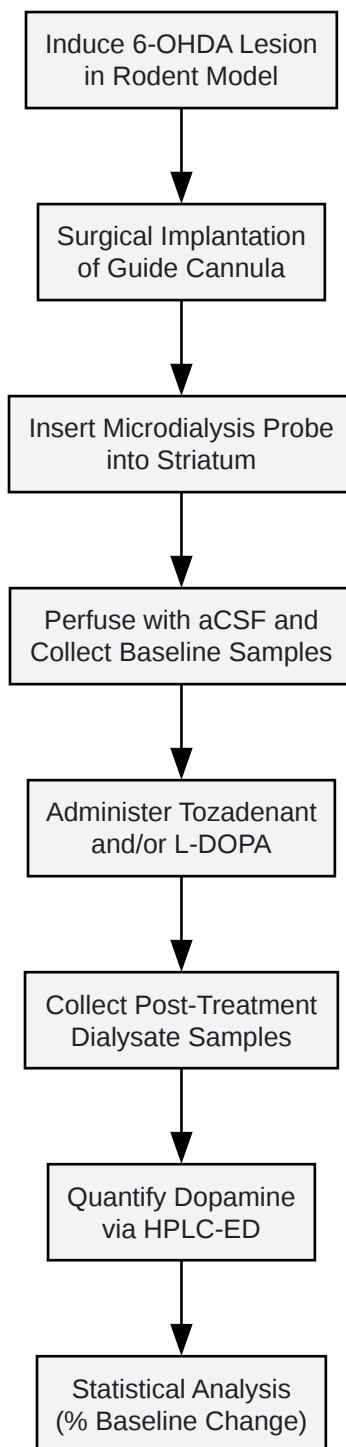 Induce 6-OHDA Lesion
in Rodent Model
Surgical Implantation
of Guide Cannula
Insert Microdialysis Probe
into Striatum
Perfuse with aCSF and
Collect Baseline Samples
Administer Tozadenant
and/or L-DOPA
Collect Post-Treatment
Dialysate Samples
Quantify Dopamine
via HPLC-ED
Statistical Analysis
(% Baseline Change)